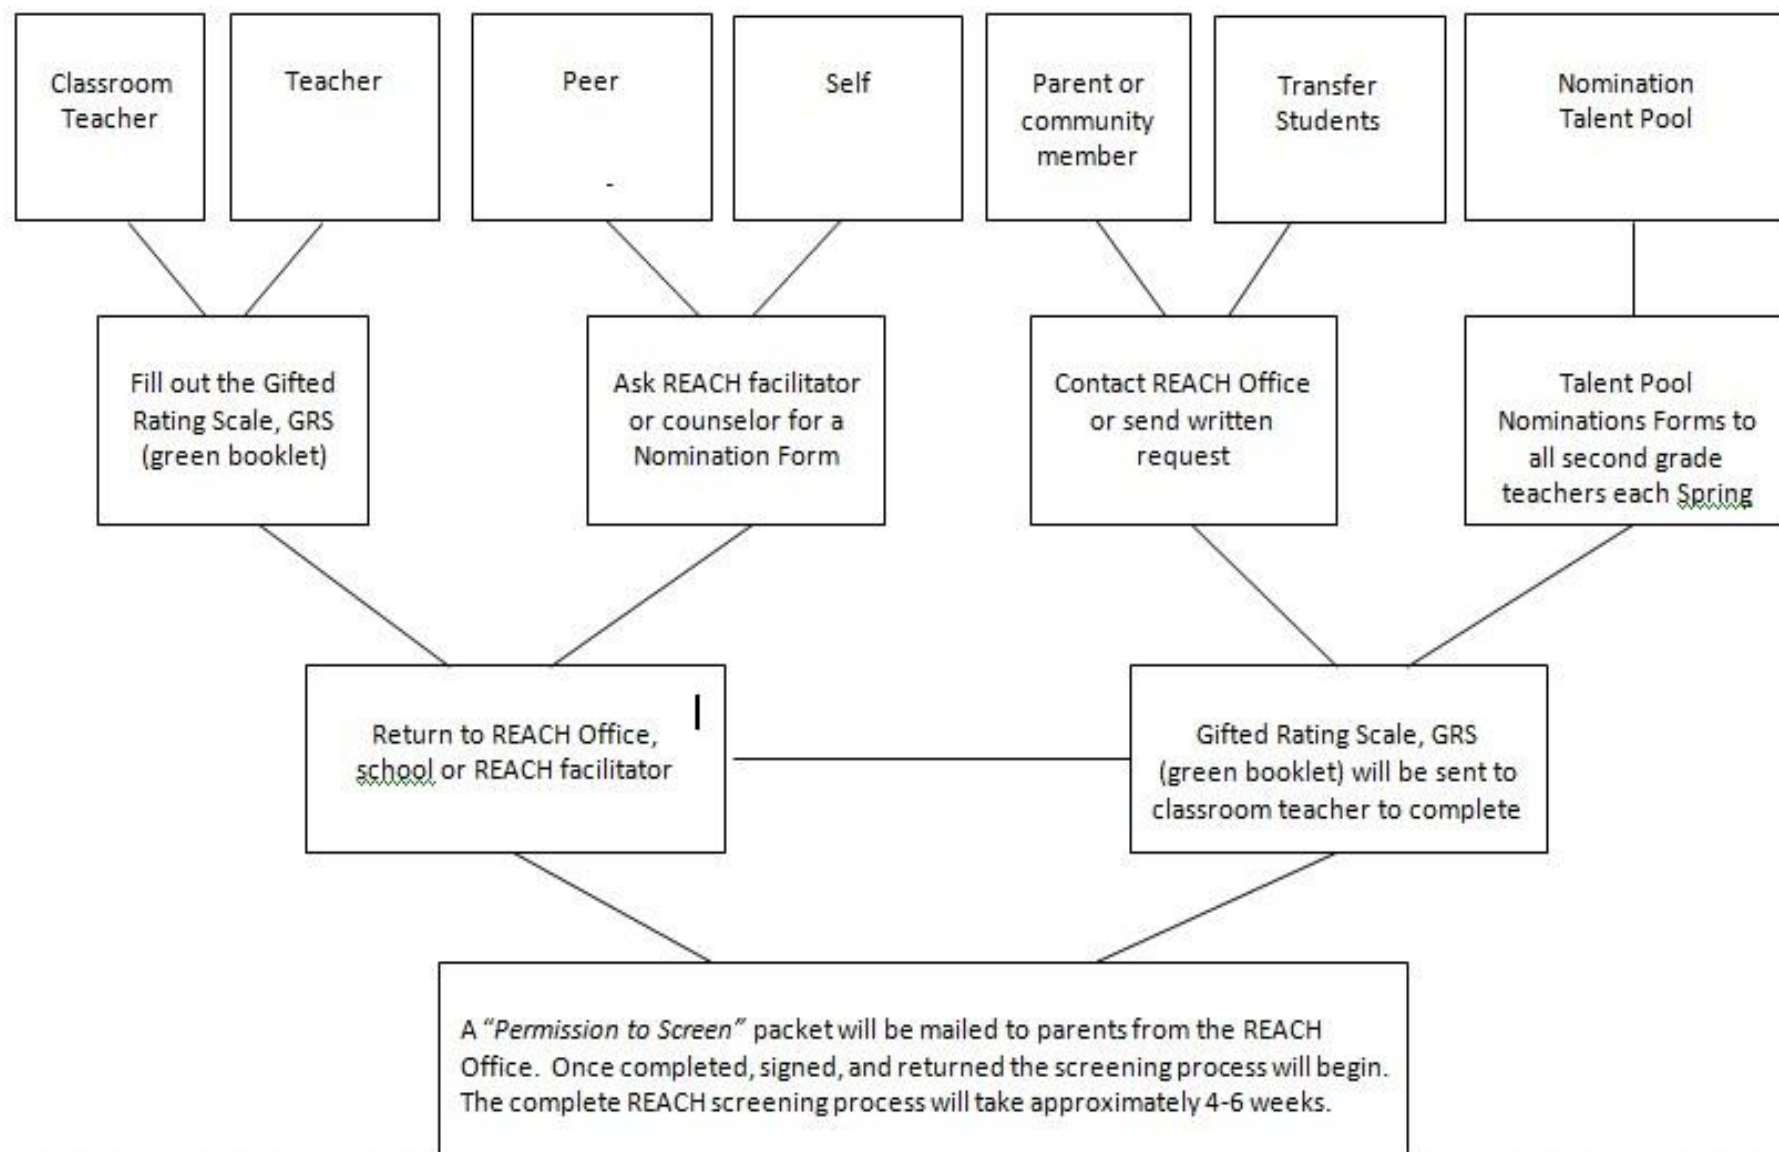 Classroom
Teacher
Teacher
Peer
-
Self
Parent or
community
member
Transfer
Students
Nomination
Talent Pool
Fill out the Gifted
Rating Scale, GRS
(green booklet)
Ask REACH facilitator
or counselor for a
Nomination Form
Contact REACH Office
or send written
request
Talent Pool
Nominations Forms to
all second grade
teachers each Spring
Return to REACH Office,
school or REACH facilitator
Gifted Rating Scale, GRS
(green booklet) will be sent to
classroom teacher to complete
A “Permission to Screen” packet will be mailed to parents from the REACH
Office.  Once completed, signed, and returned the screening process will begin.
The complete REACH screening process will take approximately 4-6 weeks.